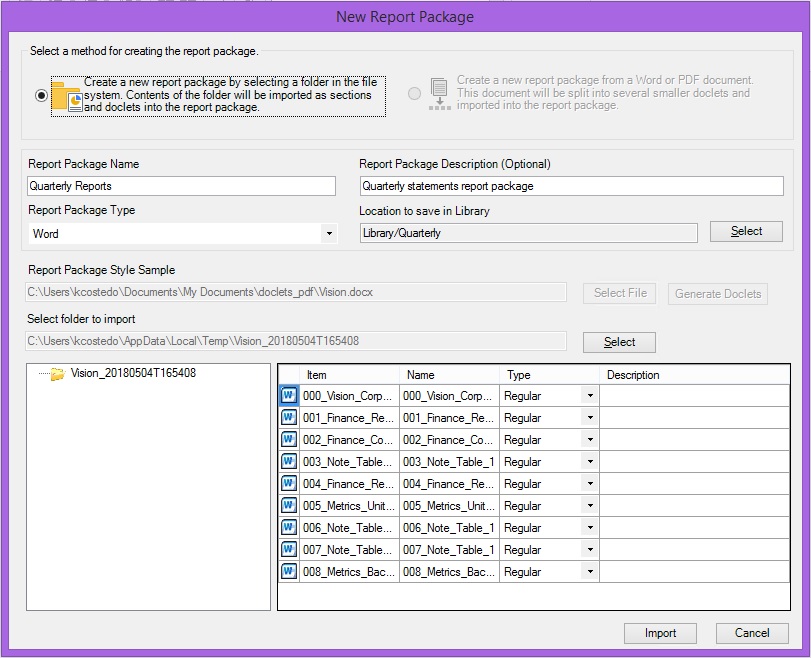 New Report Package
Select a method for creating the report package.
Create a new report package by selecting a folder in the file
system. Contents of the folder will be imported as sections
and doclets into the report package.
Create a new report package from a Word or PDF document.
This document will be split into several smaller doclets and
imported into the report package.
Report Package Name
Report Package Description (Optional)
Quarterly Reports
Quarterly statements report package
Report Package Type
Location to save in Library
Word
Library/Quarterly
Select
Report Package Style Sample
C:\Users\kcostedo\Documents\My Documents\doclets_pdf\Vision.docx
Select File
Generate Doclets
Select folder to import
C:\Users\kcostedo\AppData\Local\Temp\Vision_20180504T165408
Select
Vision_20180504T165408
Item Name Type Description
000_Vision_Corp... 000_Vision_Corp... Regular
001_Finance_Re... 001_Finance_Re... Regular
002_Finance_Co... 002_Finance_Co... Regular
003_Note_Table... 003_Note_Table_1 Regular
004_Finance_Re... 004_Finance_Re... Regular
005_Metrics_Unit... 005_Metrics_Unit... Regular
006_Note_Table... 006_Note_Table_1 Regular
007_Note_Table... 007_Note_Table_1 Regular
008_Metrics_Bac... 008_Metrics_Bac... Regular
Import
Cancel